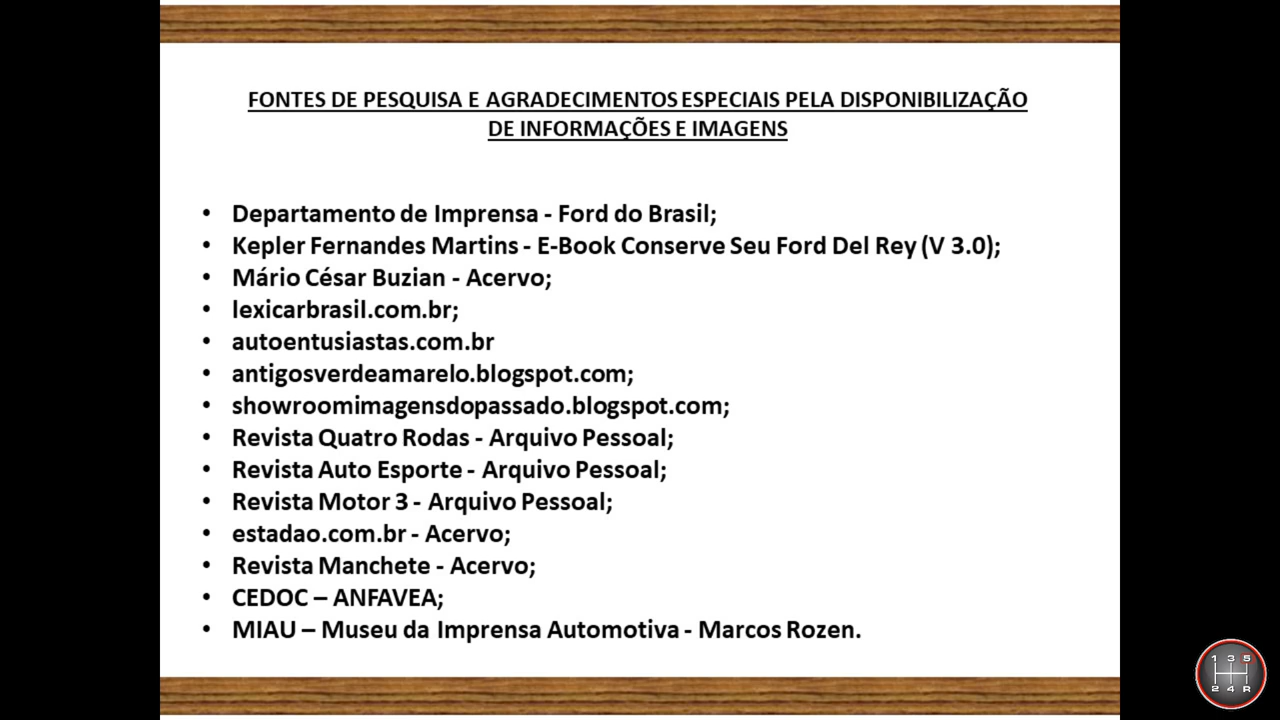 FONTES DE PESQUISA E AGRADECIMENTOS ESPECIAIS PELA DISPONIBILIZAÇÃO
DE INFORMAÇÕES E IMAGENS
• Departamento de Imprensa - Ford do Brasil;
• Kepler Fernandes Martins - E-Book Conserve Seu Ford Del Rey (V 3.0);
• Mário César Buzian - Acervo;
• lexicarbrasil.com.br;
• autoentusiastas.com.br
• antigosverdeamarelo.blogspot.com;
• showroomimagensdopassado.blogspot.com;
• Revista Quatro Rodas - Arquivo Pessoal;
• Revista Auto Esporte - Arquivo Pessoal;
• Revista Motor 3 - Arquivo Pessoal;
• estadao.com.br - Acervo;
• Revista Manchete - Acervo;
• CEDOC – ANFAVEA;
• MIAU – Museu da Imprensa Automotiva - Marcos Rozen.
1 3 5
2 4 R